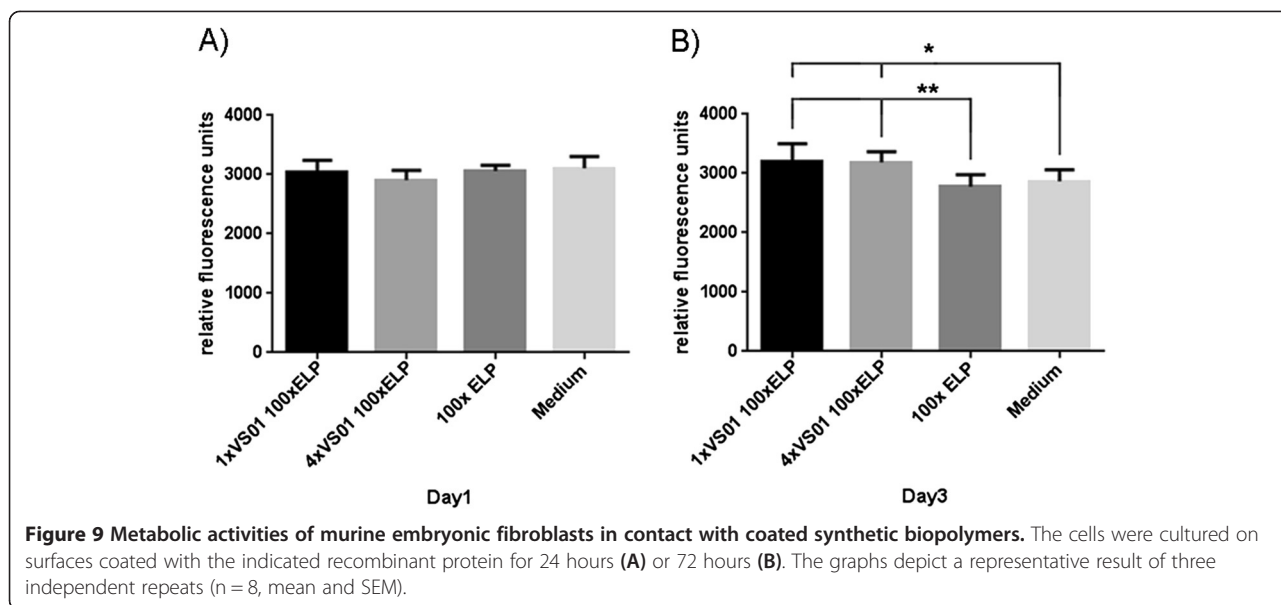 A)
relative fluorescence units
4000
3000
2000
1000
0
1xVS01 100xELP
4xVS01 100xELP
100x ELP
Medium
Day1
B)
*
**
relative fluorescence units
4000
3000
2000
1000
0
1xVS01 100xELP
4xVS01 100xELP
100x ELP
Medium
Day3
Figure 9 Metabolic activities of murine embryonic fibroblasts in contact with coated synthetic biopolymers. The cells were cultured on
surfaces coated with the indicated recombinant protein for 24 hours (A) or 72 hours (B). The graphs depict a representative result of three
independent repeats (n = 8, mean and SEM).